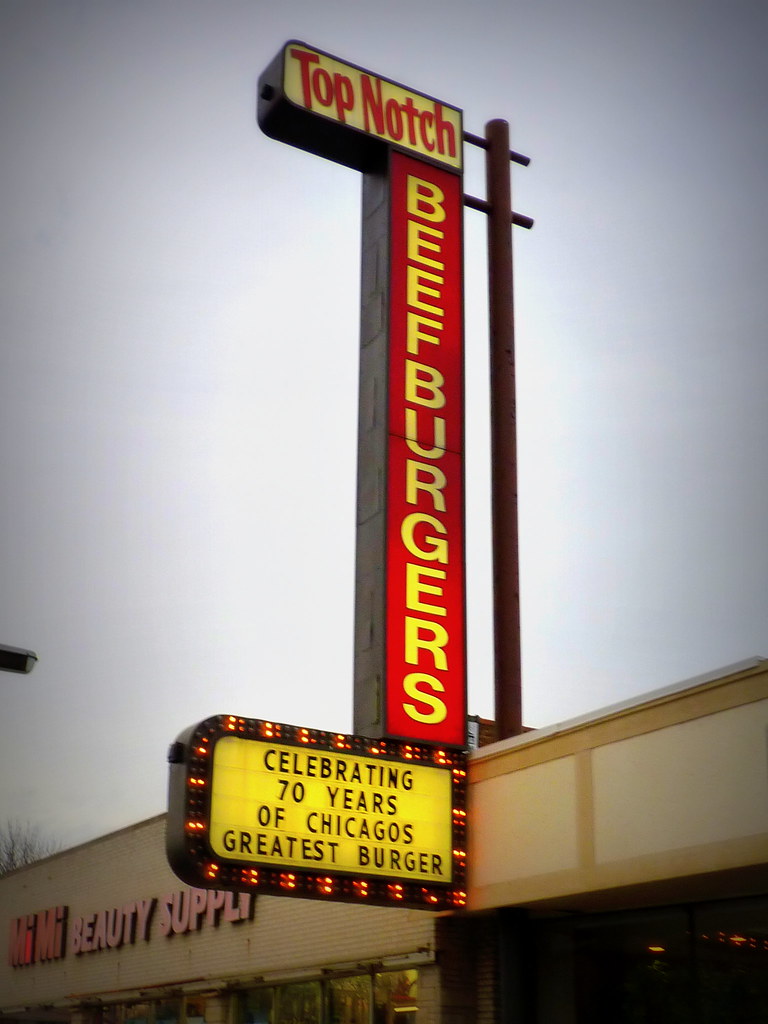 Top Notch
BEEFBURGERS
CELEBRATING
70 YEARS
OF CHICAGOS
GREATEST BURGER
MiMi BEAUTY SUPPLY